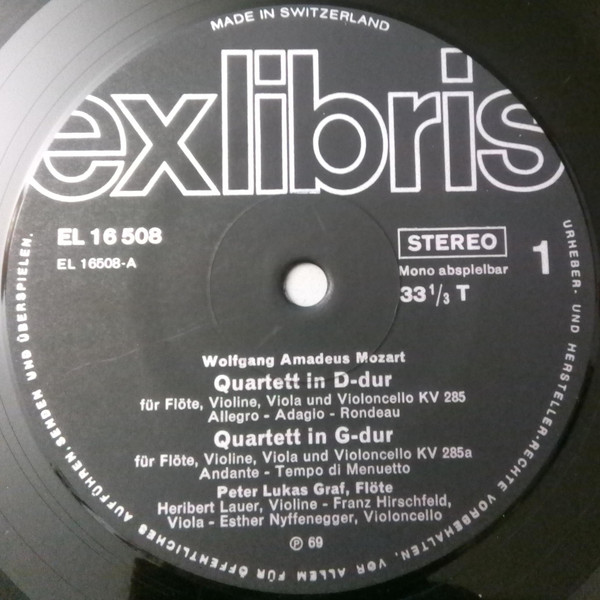 MADE IN SWITZERLAND
exlibris
EL 16 508
EL 16508-A
STEREO
Mono abspielbar
33 1/3 T
1
Wolfgang Amadeus Mozart
Quartett in D-dur
für Flöte, Violine, Viola und Violoncello KV 285
Allegro - Adagio - Rondeau
Quartett in G-dur
für Flöte, Violine, Viola und Violoncello KV 285a
Andante - Tempo di Menuetto
Peter Lukas Graf, Flöte
Heribert Lauer, Violine - Franz Hirschfeld,
Viola - Esther Nyffenegger, Violoncello
℗ 69
URHEBER- UND HERSTELLER-RECHTE VORBEHALTEN, VOR ALLEM FÜR ÖFFENTLICHES AUFFÜHREN, SENDEN UND ÜBERSPIELEN.